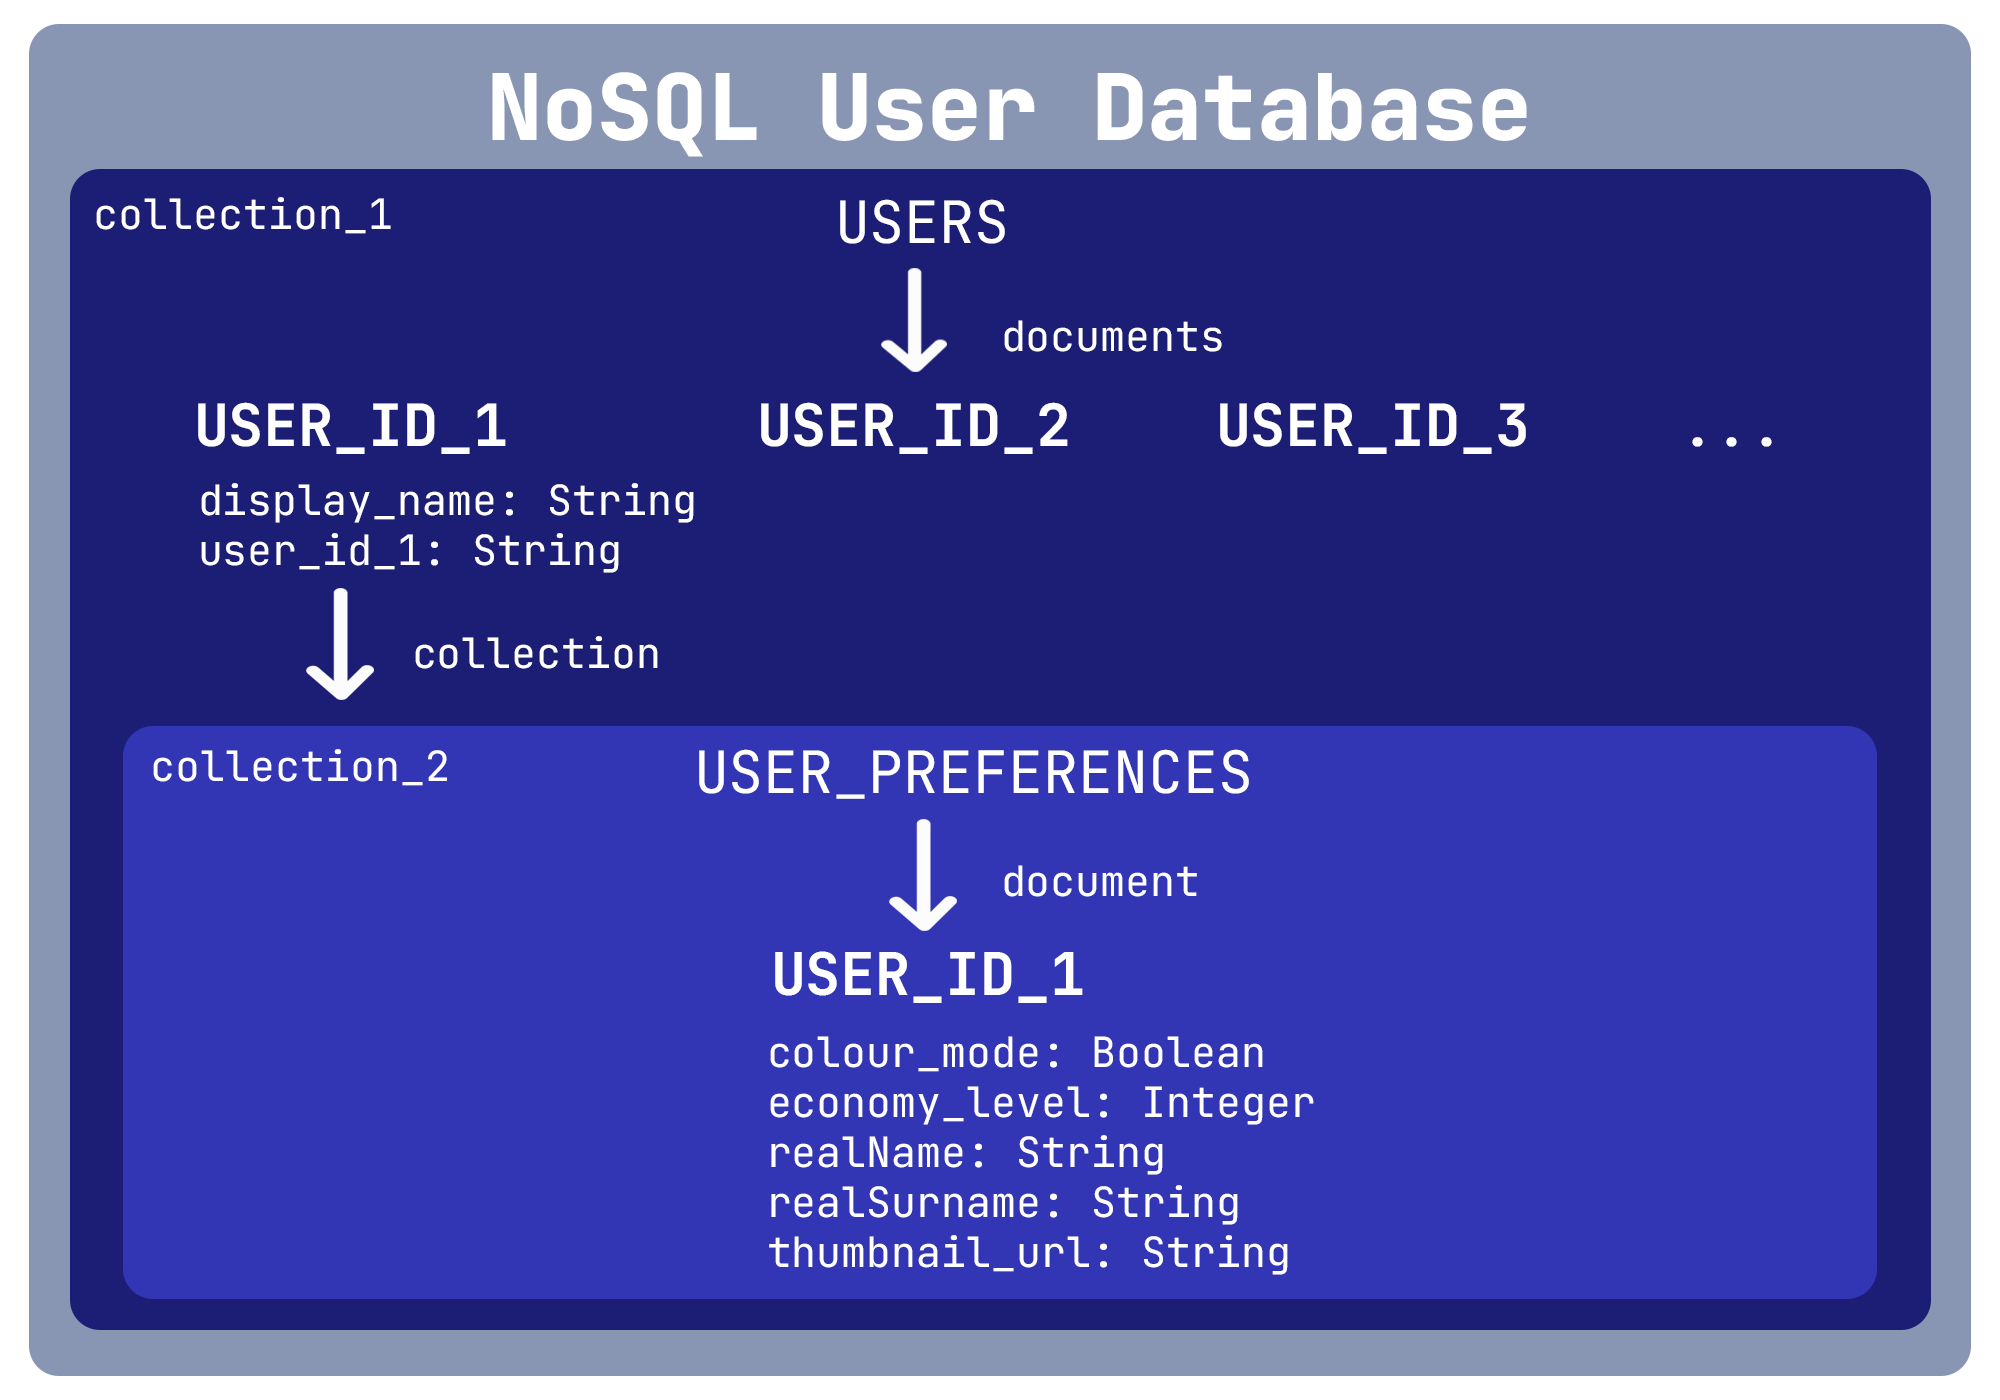 NoSQL User Database
collection_1
USERS
documents
USER_ID_1 USER_ID_2 USER_ID_3 ...
display_name: String
user_id_1: String
collection
collection_2
USER_PREFERENCES
document
USER_ID_1
colour_mode: Boolean
economy_level: Integer
realName: String
realSurname: String
thumbnail_url: String